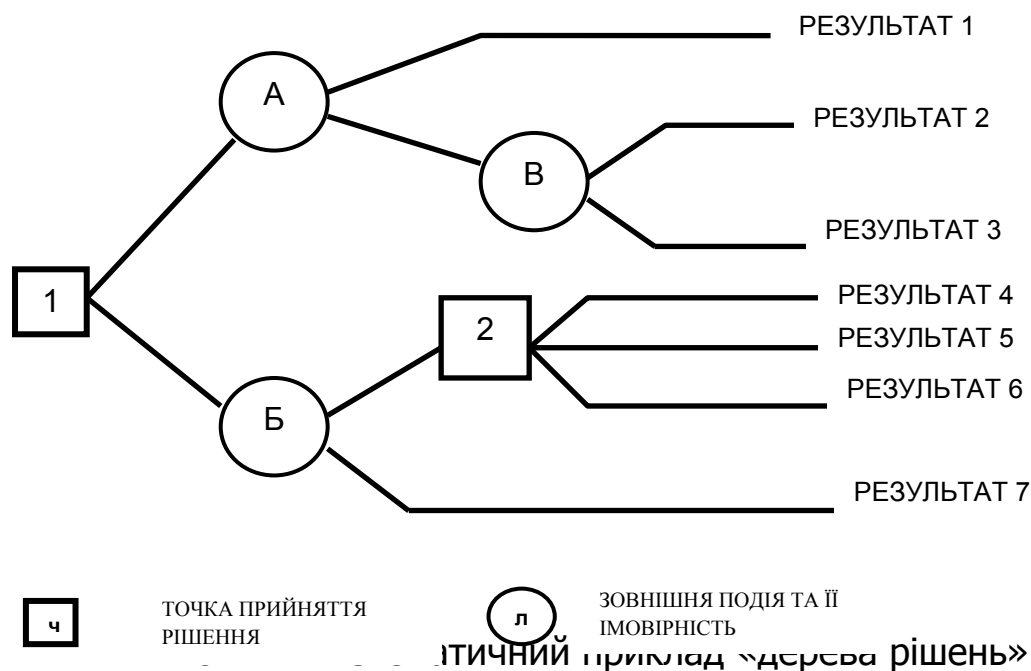 РЕЗУЛЬТАТ 1
А
РЕЗУЛЬТАТ 2
В
РЕЗУЛЬТАТ 3
1
РЕЗУЛЬТАТ 4
2
РЕЗУЛЬТАТ 5
РЕЗУЛЬТАТ 6
Б
РЕЗУЛЬТАТ 7
ч
ТОЧКА ПРИЙНЯТТЯ
РІШЕННЯ
л
ЗОВНІШНЯ ПОДІЯ ТА ЇЇ
ІМОВІРНІСТЬ
приклад «дерева рішень»